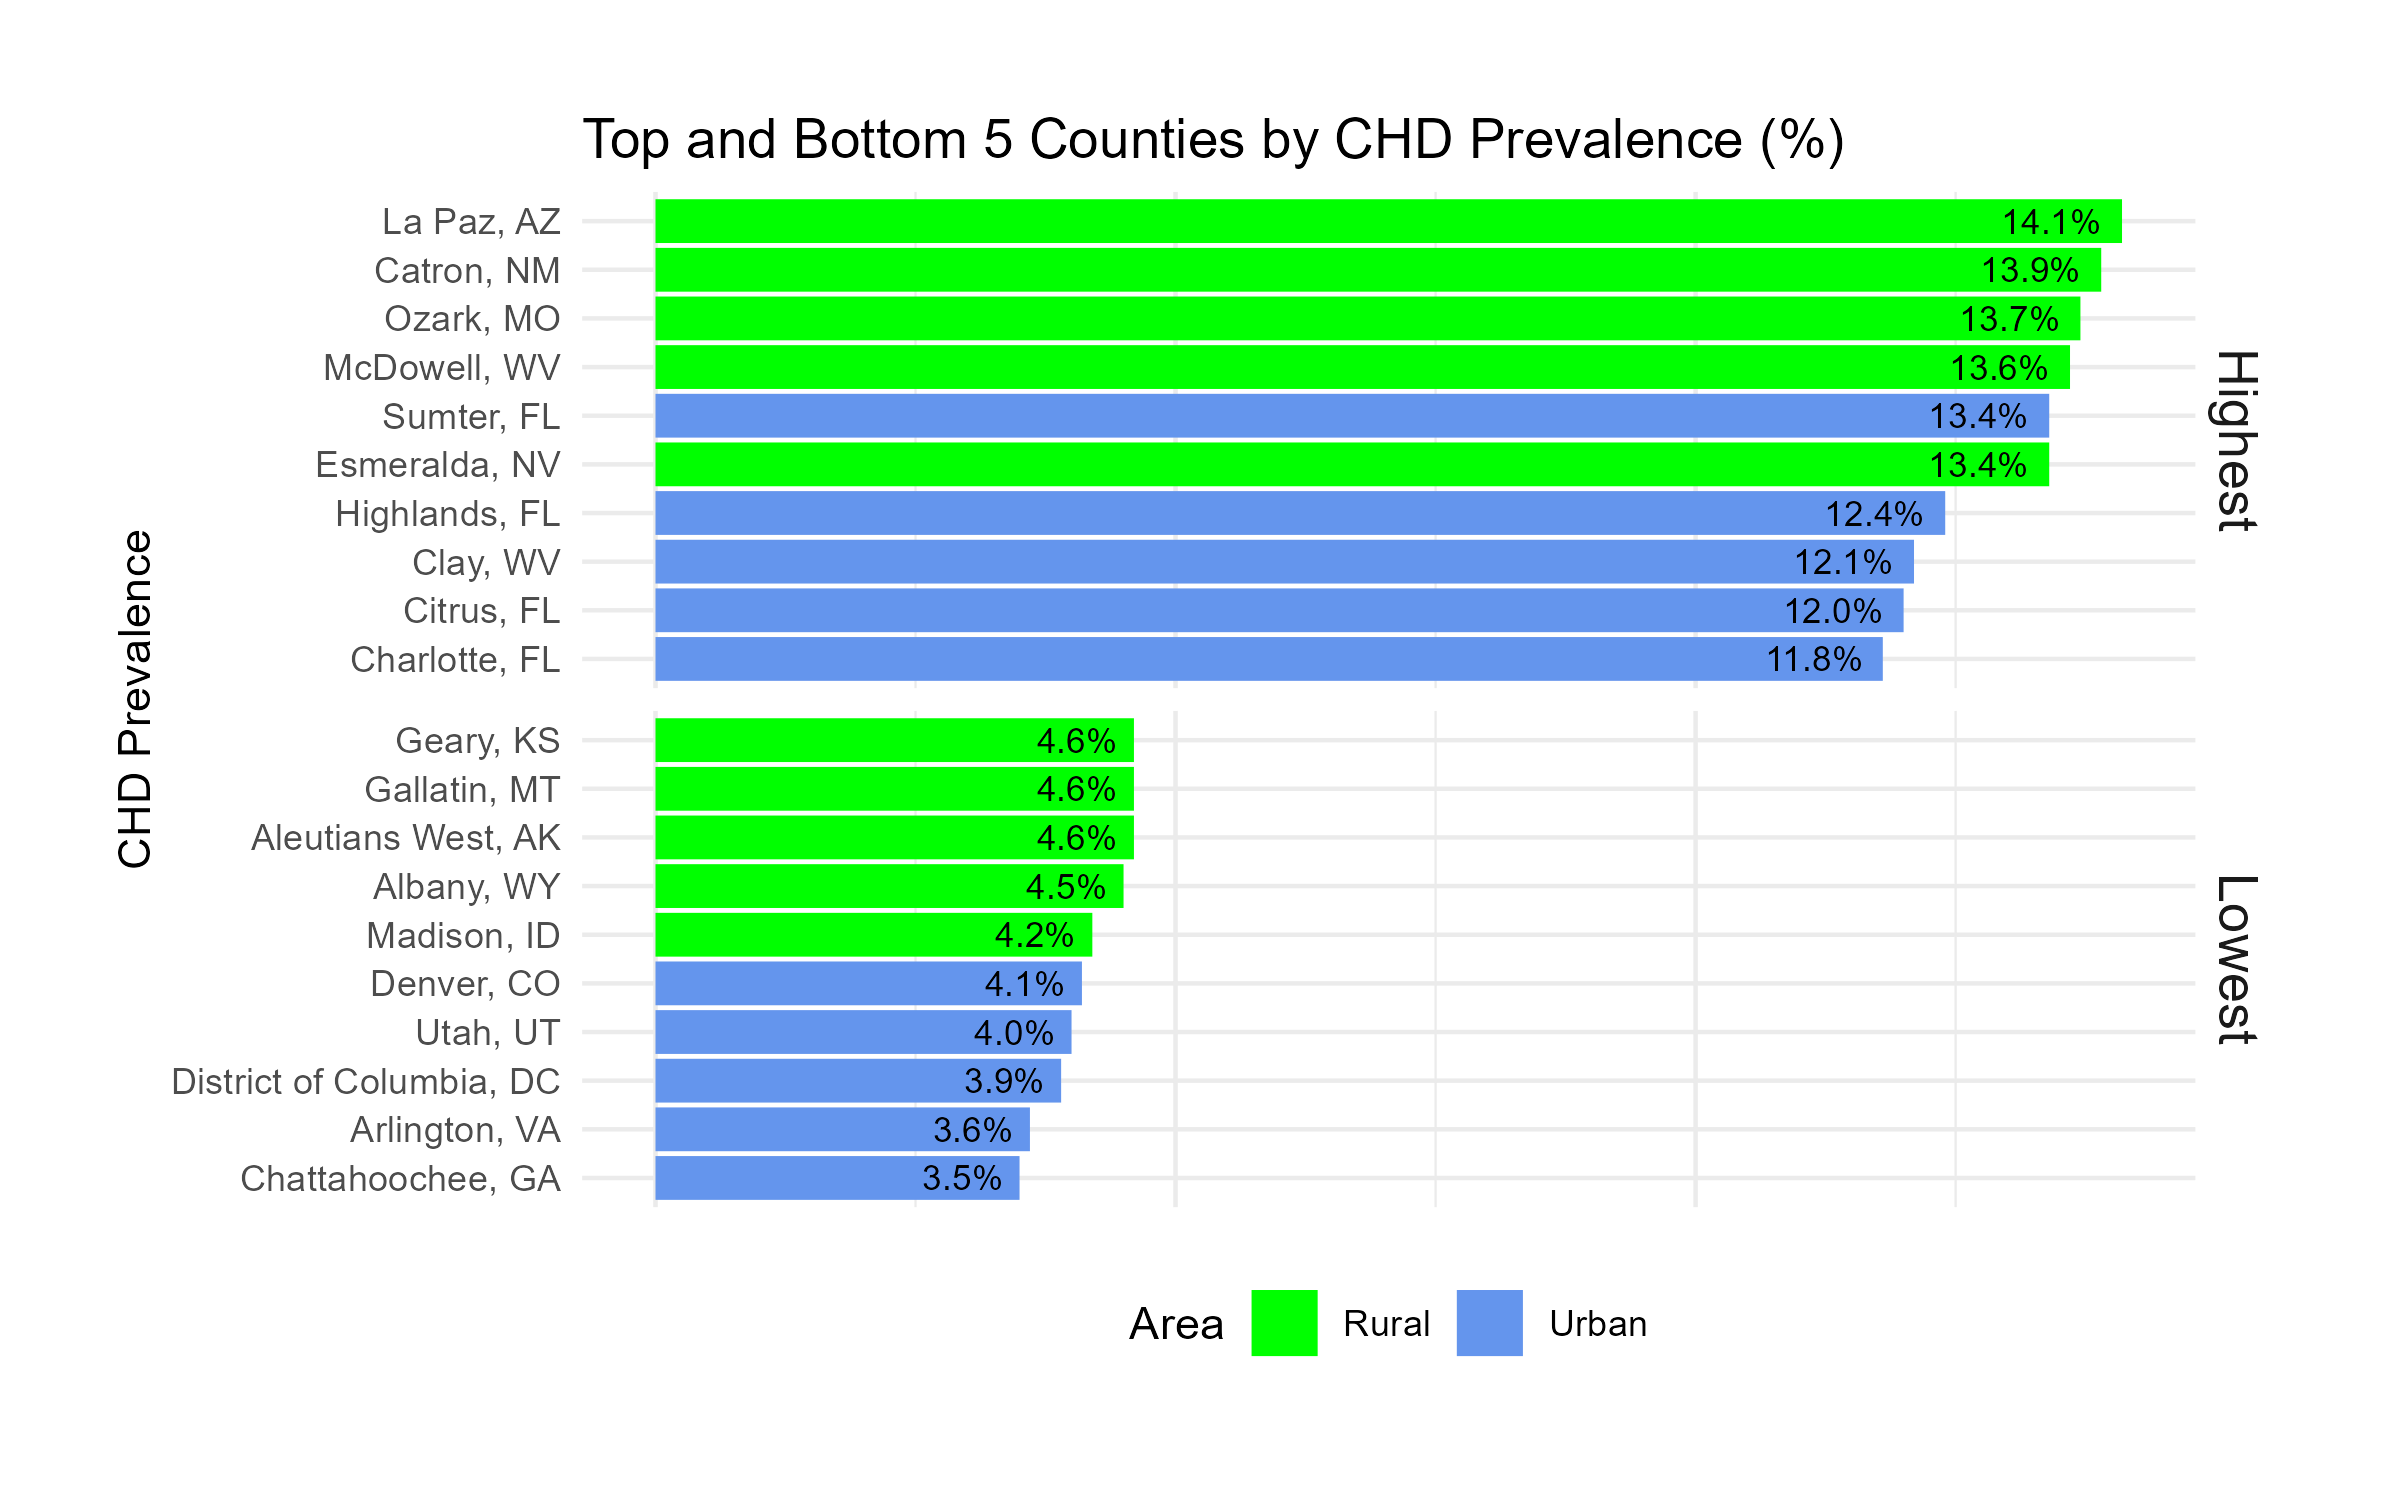 Top and Bottom 5 Counties by CHD Prevalence (%)
CHD Prevalence
Highest
La Paz, AZ 14.1%
Catron, NM 13.9%
Ozark, MO 13.7%
McDowell, WV 13.6%
Sumter, FL 13.4%
Esmeralda, NV 13.4%
Highlands, FL 12.4%
Clay, WV 12.1%
Citrus, FL 12.0%
Charlotte, FL 11.8%
Lowest
Geary, KS 4.6%
Gallatin, MT 4.6%
Aleutians West, AK 4.6%
Albany, WY 4.5%
Madison, ID 4.2%
Denver, CO 4.1%
Utah, UT 4.0%
District of Columbia, DC 3.9%
Arlington, VA 3.6%
Chattahoochee, GA 3.5%
Area Rural Urban